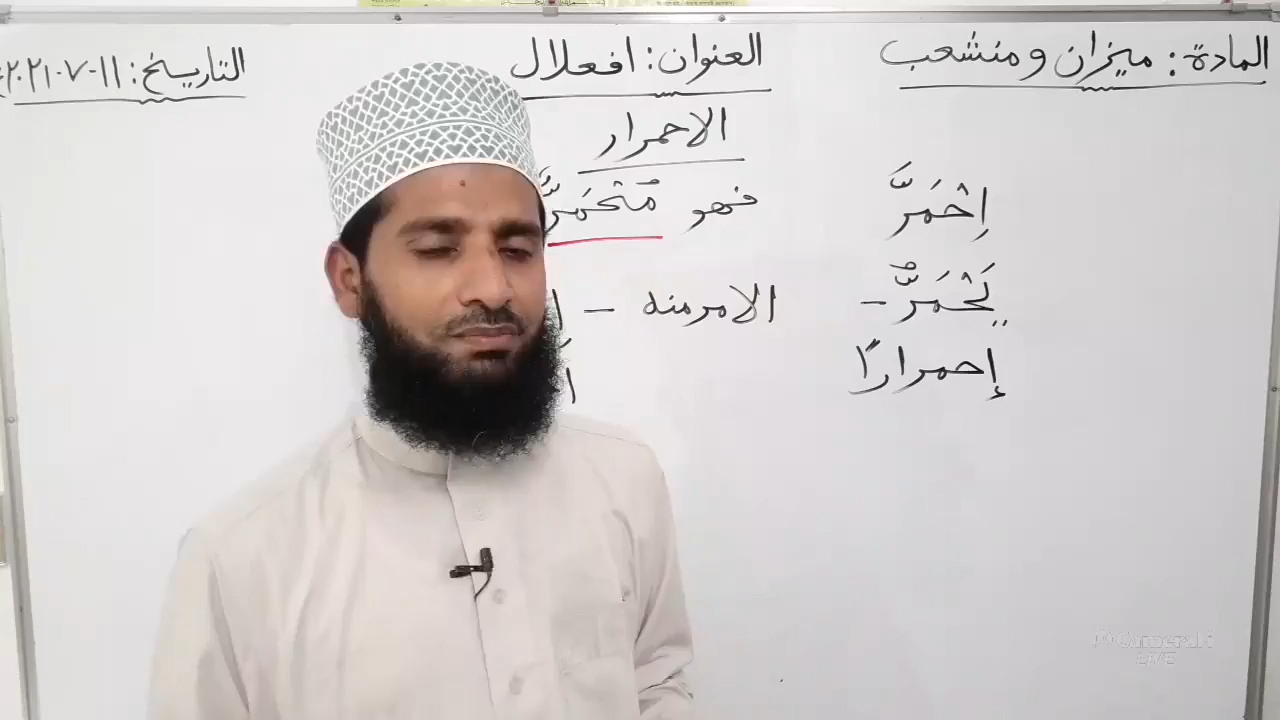 المادة: ميزان ومنشعب العنوان: افعلال التاريخ: ١١-٧-٢٠٢١
الاحمرار
اِحْمَرَّ فهو مُحْمَرٌّ
يَحْمَرُّ - الامر منه -
إحمرارًا